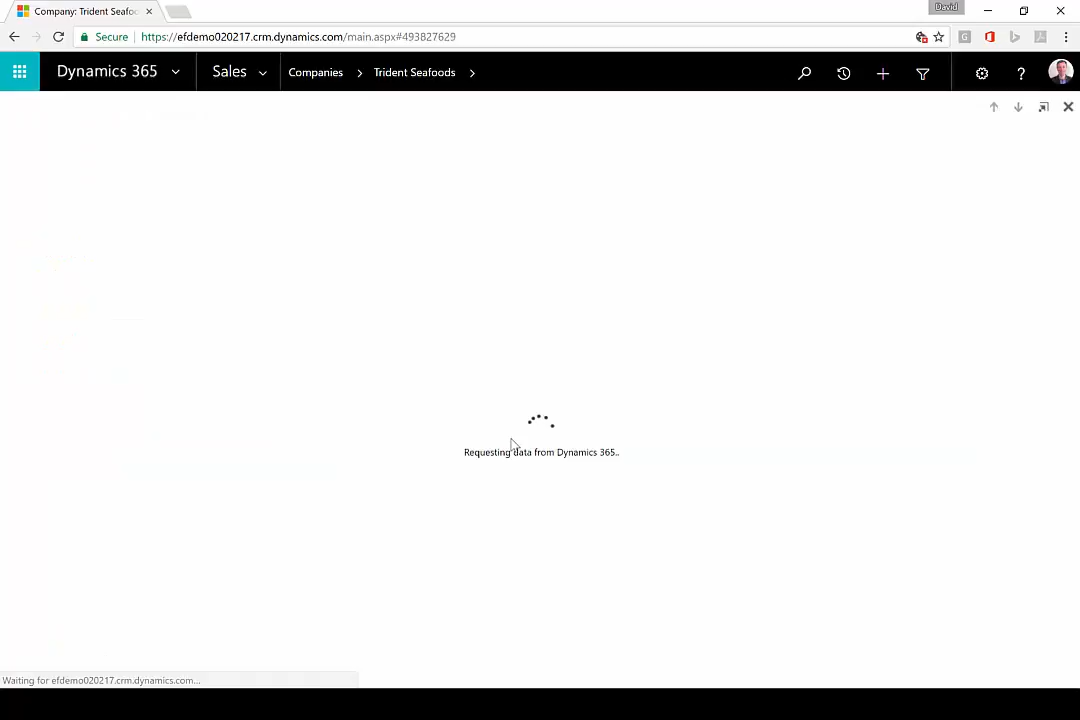 Company: Trident Seafoo
David
Secure
https://efdemo020217.crm.dynamics.com/main.aspx#493827629
Dynamics 365
Sales
Companies
Trident Seafoods
Requesting data from Dynamics 365..
Waiting for efdemo020217.crm.dynamics.com...